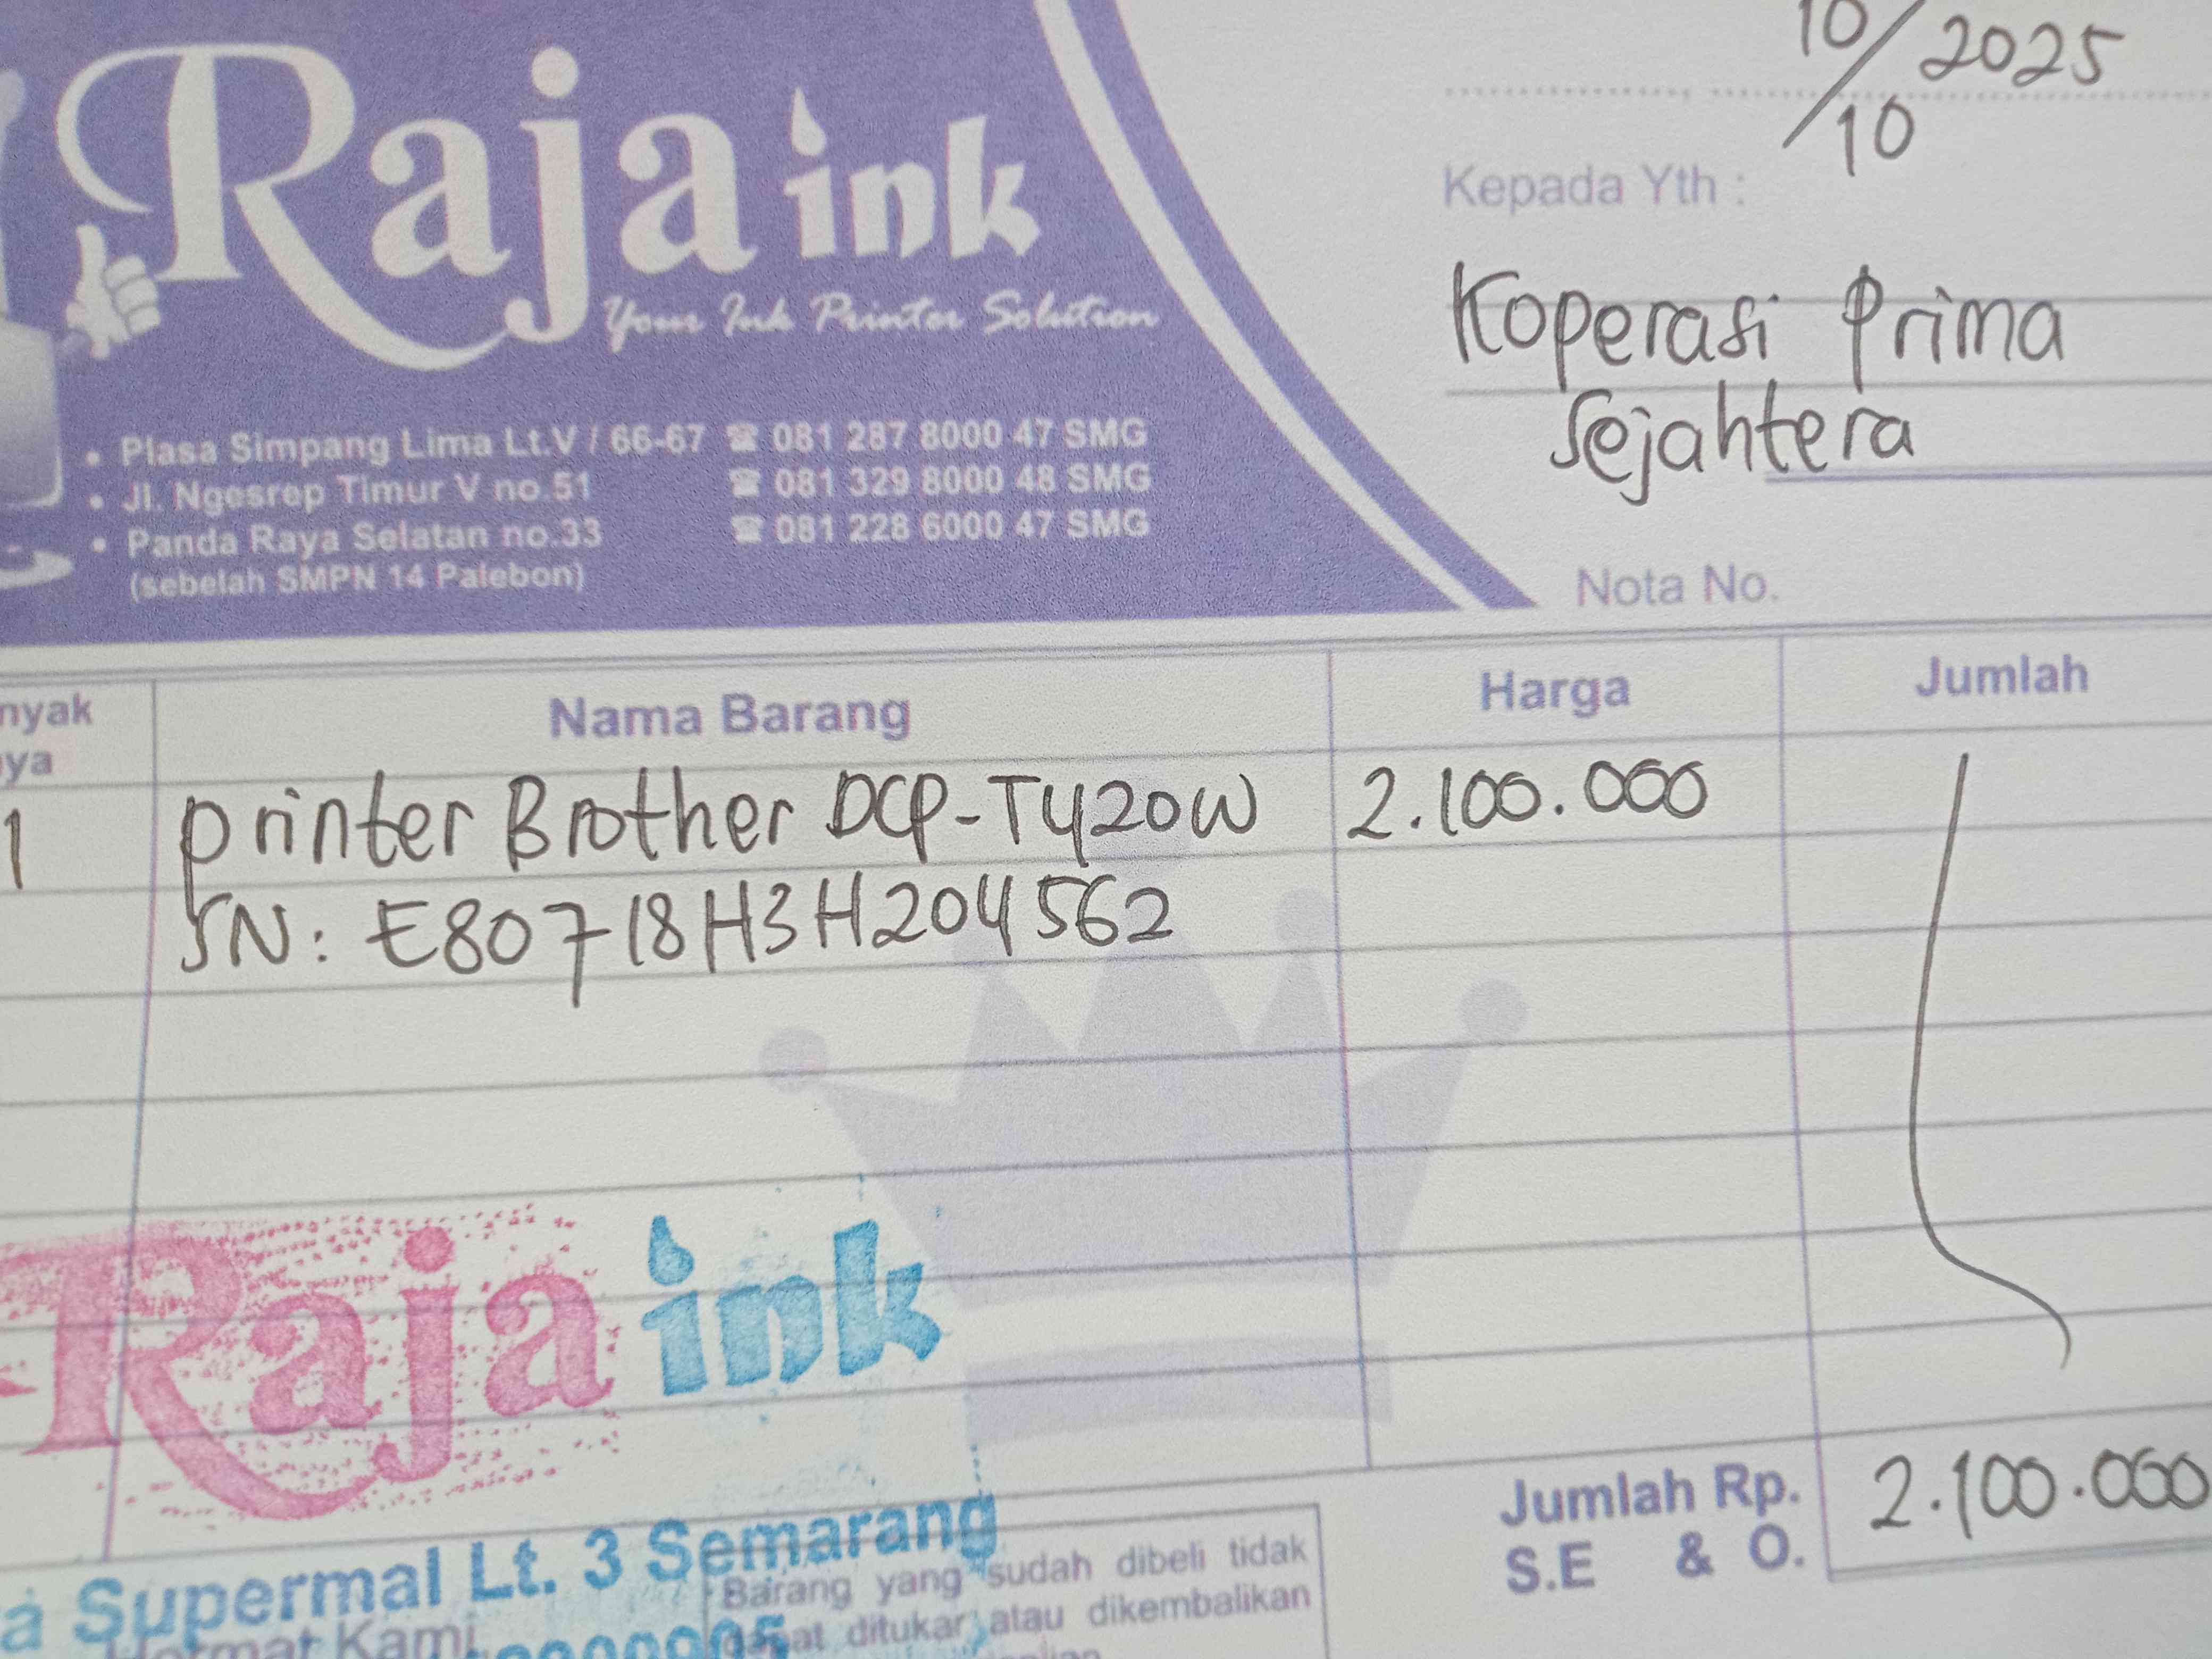 10/10 2025
Raja ink
Your Ink Printer Solution
• Plasa Simpang Lima Lt.V / 66-67 ☎ 081 287 8000 47 SMG
• Jl. Ngesrep Timur V no.51 ☎ 081 329 8000 48 SMG
• Panda Raya Selatan no.33 ☎ 081 228 6000 47 SMG
(sebelah SMPN 14 Palebon)
Kepada Yth :
Koperasi Prima
Sejahtera
Nota No.
nyak
ya
Nama Barang Harga Jumlah
1 printer Brother DCP-T420W 2.100.000
SN: E80718H3H204562
Raja ink
a Supermal Lt. 3 Semarang
Jumlah Rp. 2.100.000
S.E & O.
Barang yang sudah dibeli tidak
ditukar atau dikembalikan
Hormat Kami